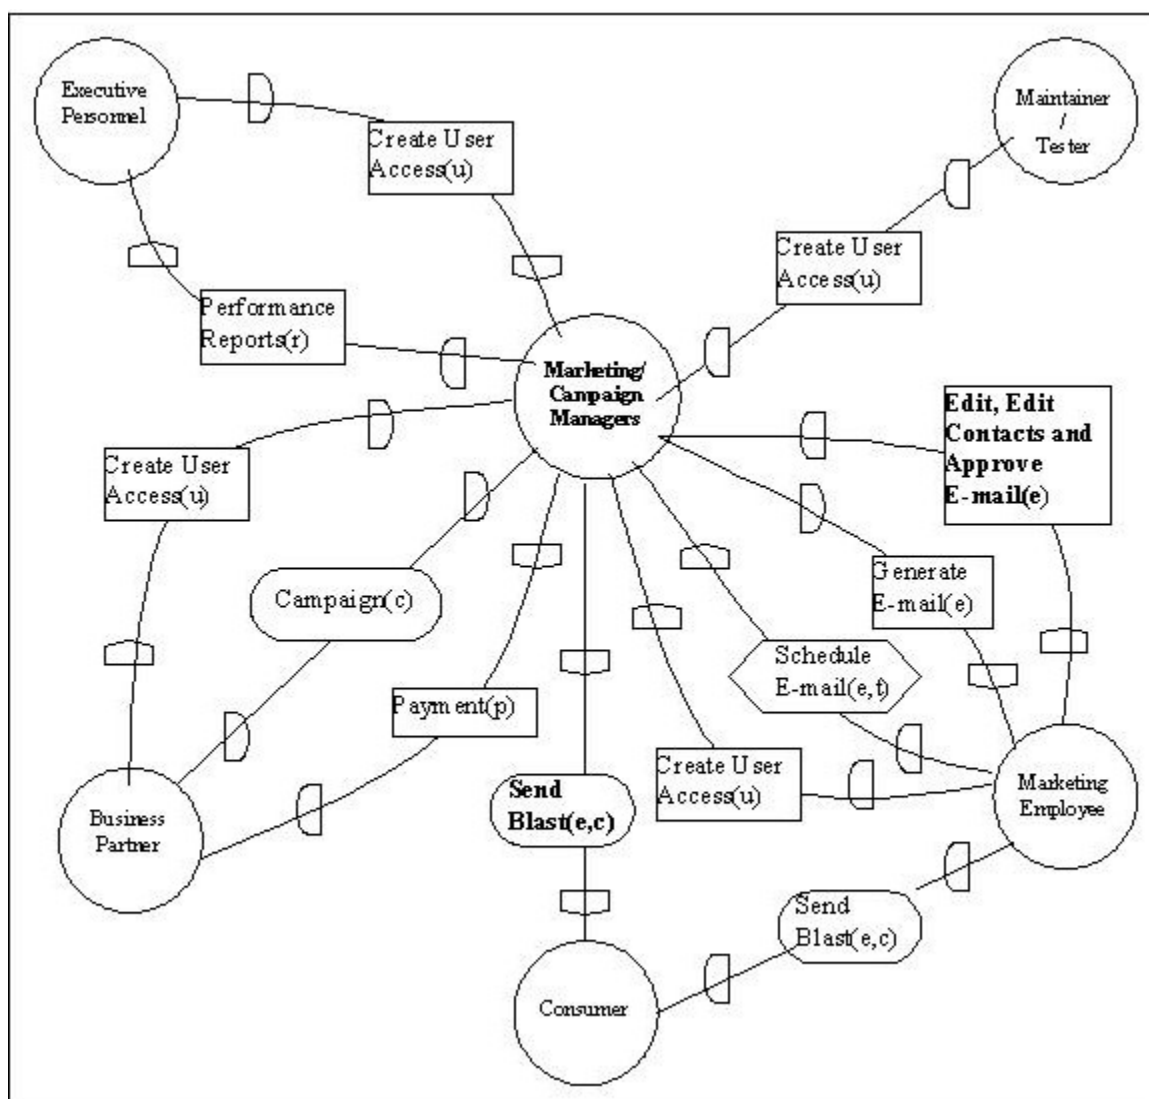 Executive
Personnel
Maintainer
/
Tester
Create User
Access(u)
Create User
Access(u)
Performance
Reports(r)
Marketing/
Campaign
Managers
Edit, Edit
Contacts and
Approve
E-mail(e)
Create User
Access(u)
Generate
E-mail(e)
Campaign(c)
Schedule
E-mail(e,t)
Payment(p)
Create User
Access(u)
Send
Blast(e,c)
Marketing
Employee
Business
Partner
Send
Blast(e,c)
Consumer